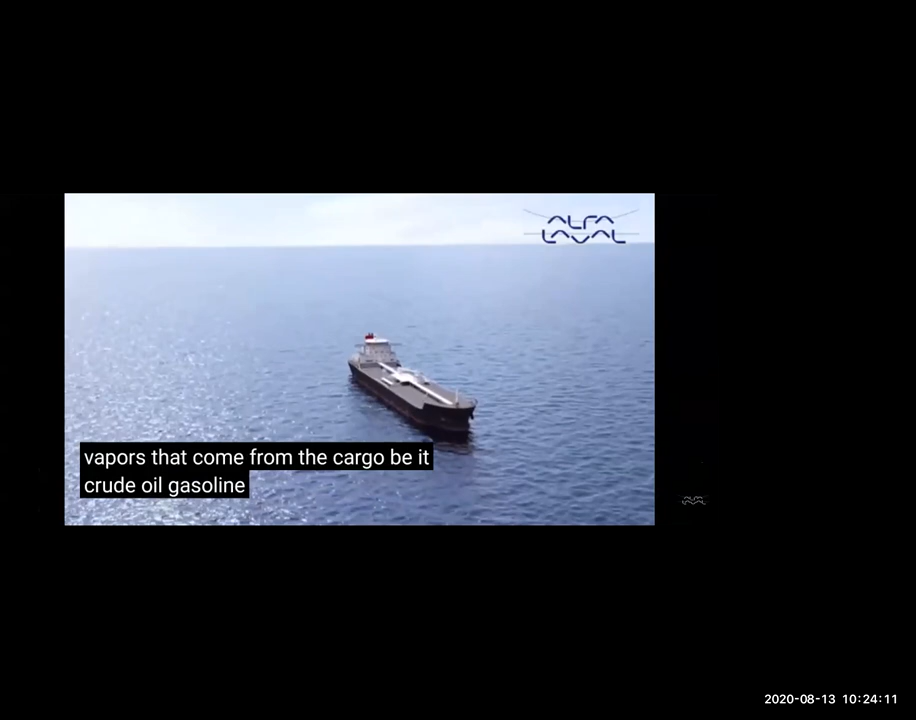 ALFA
LAVAL
vapors that come from the cargo be it
crude oil gasoline
2020-08-13 10:24:11